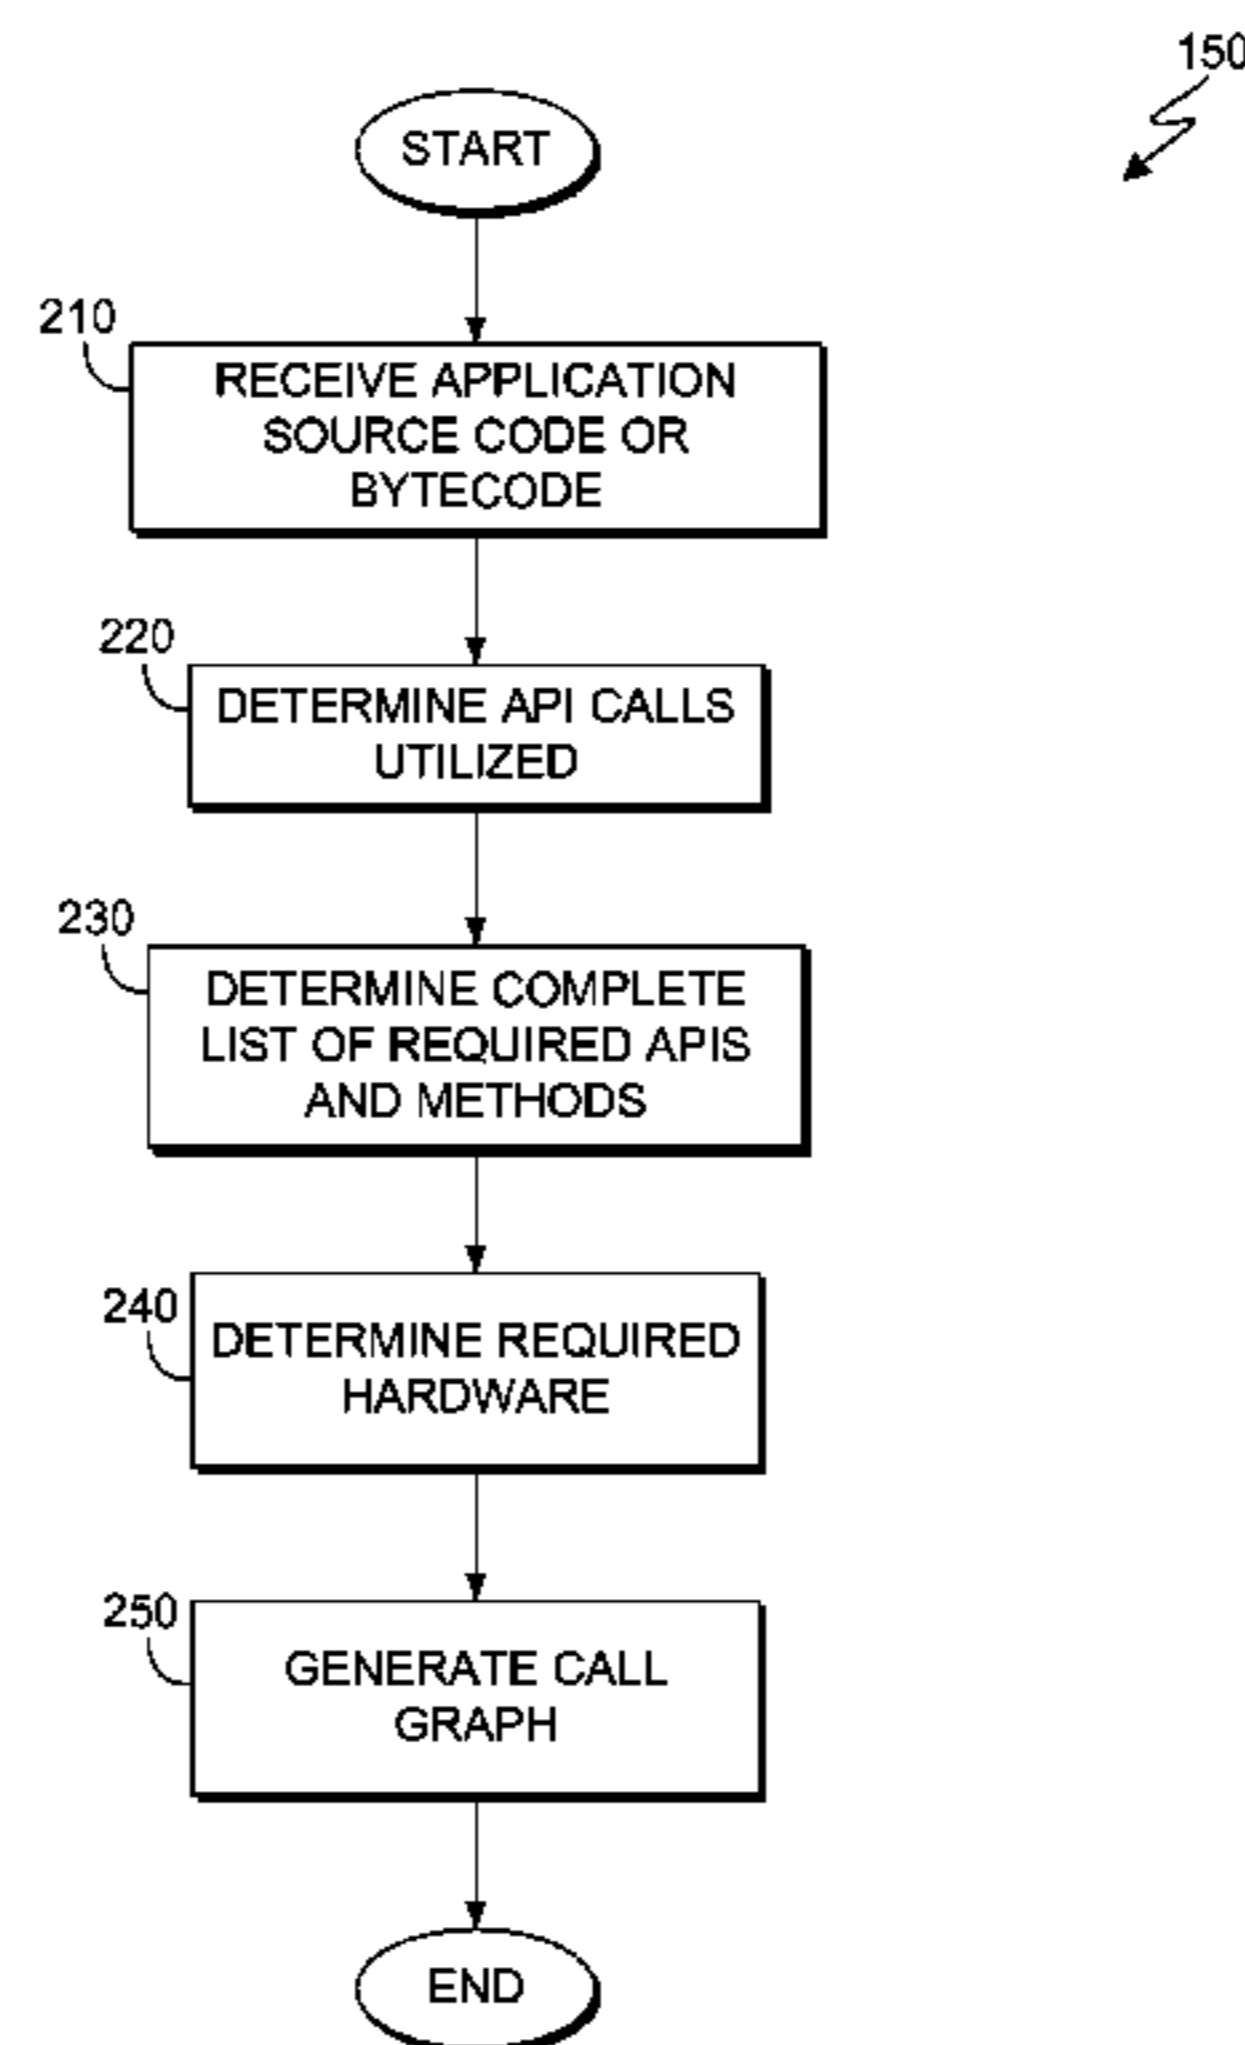 150
START
210
RECEIVE APPLICATION
SOURCE CODE OR
BYTECODE
220
DETERMINE API CALLS
UTILIZED
230
DETERMINE COMPLETE
LIST OF REQUIRED APIS
AND METHODS
240
DETERMINE REQUIRED
HARDWARE
250
GENERATE CALL
GRAPH
END